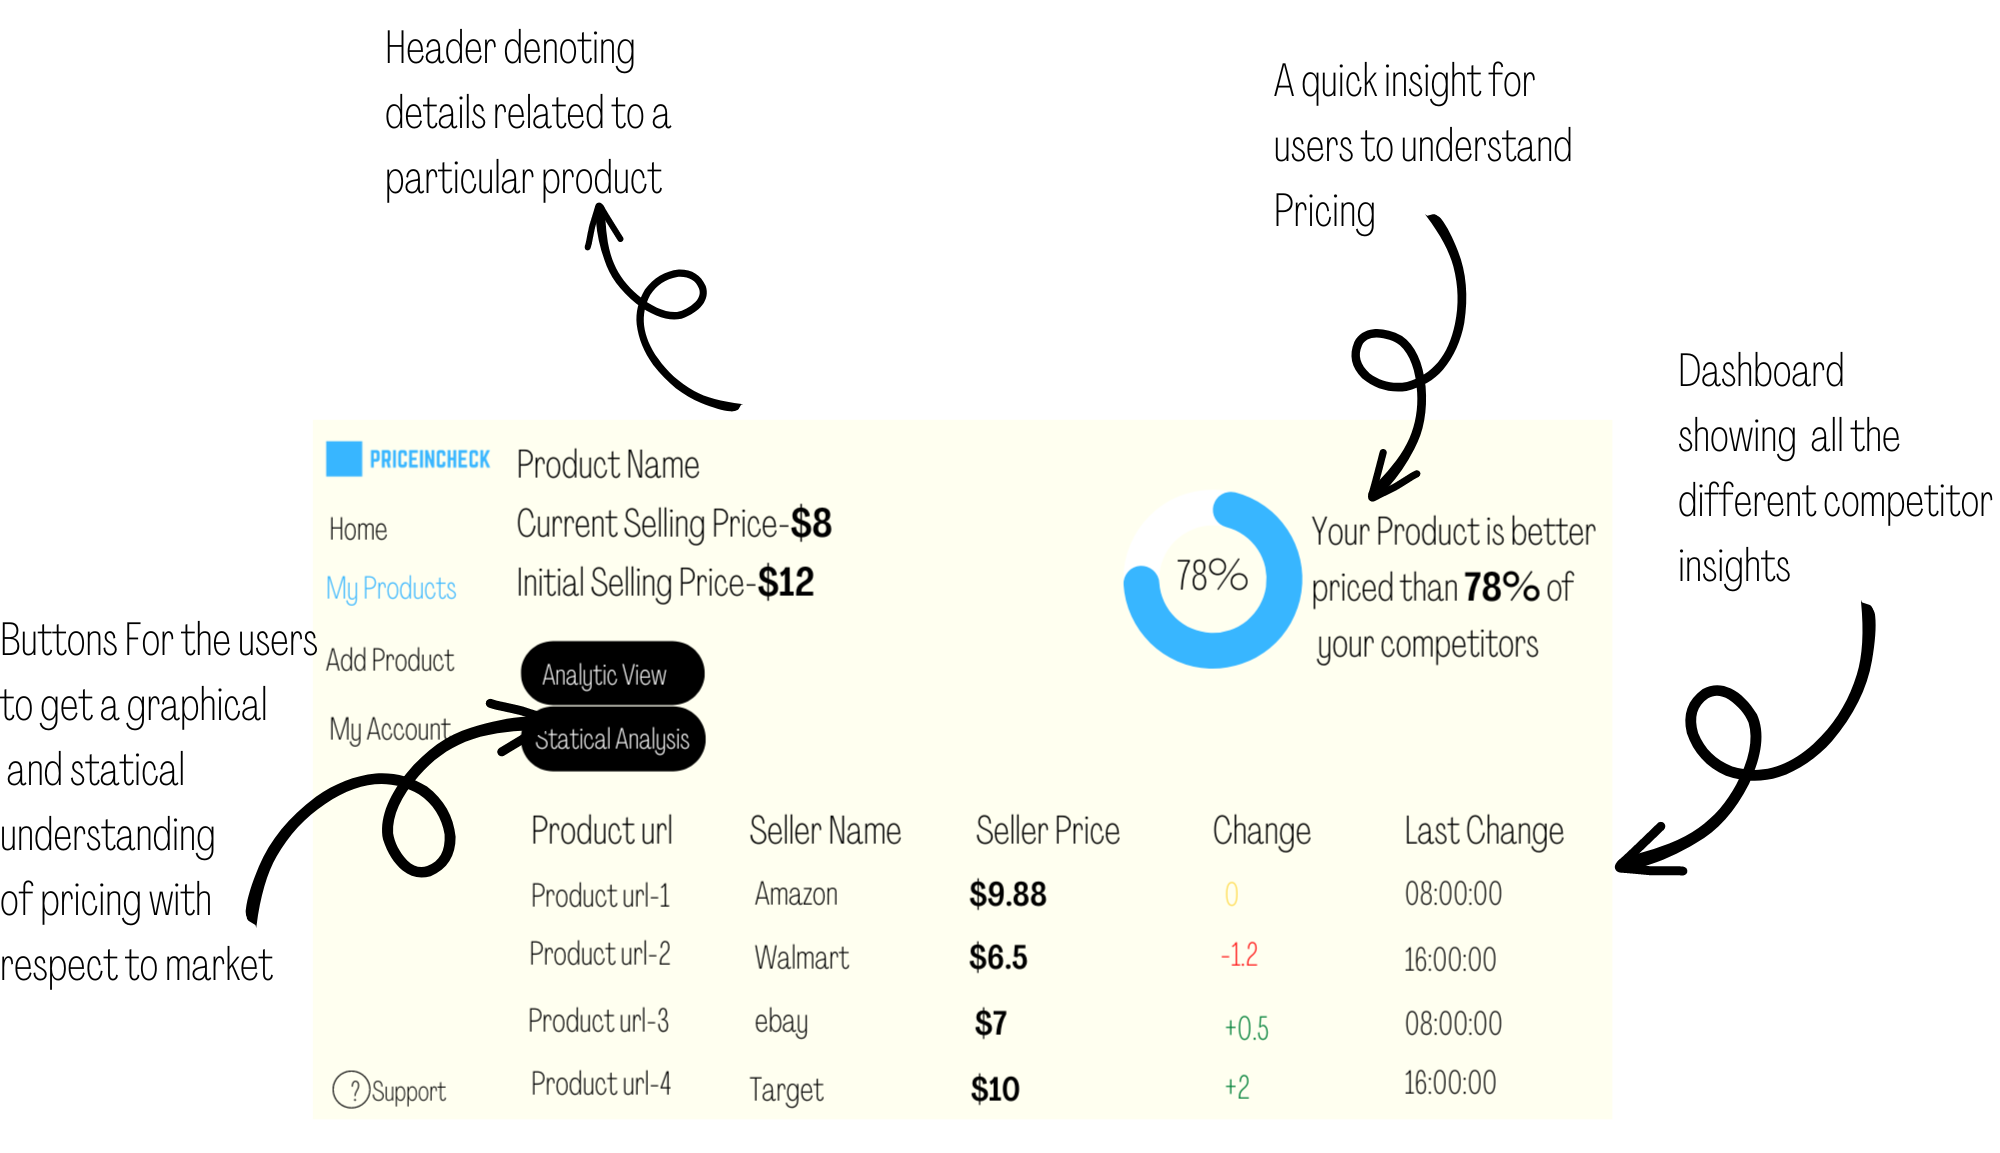 Header denoting
details related to a
particular product
A quick insight for
users to understand
Pricing
Dashboard
showing all the
different competitor
insights
Buttons For the users
to get a graphical
and statical
understanding
of pricing with
respect to market
PRICEINCHECK
Home
My Products
Add Product
My Account
? Support
Product Name
Current Selling Price-$8
Initial Selling Price-$12
Analytic View
Statical Analysis
78%
Your Product is better
priced than 78% of
your competitors
Product url Seller Name Seller Price Change Last Change
Product url-1 Amazon $9.88 0 08:00:00
Product url-2 Walmart $6.5 -1.2 16:00:00
Product url-3 ebay $7 +0.5 08:00:00
Product url-4 Target $10 +2 16:00:00